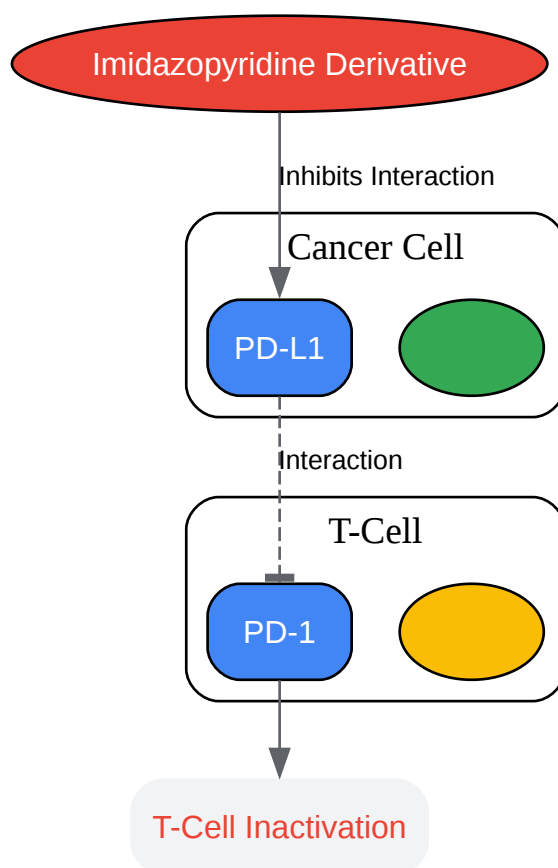 Imidazopyridine Derivative
Inhibits Interaction
Cancer Cell
PD-L1
Interaction
T-Cell
PD-1
T-Cell Inactivation